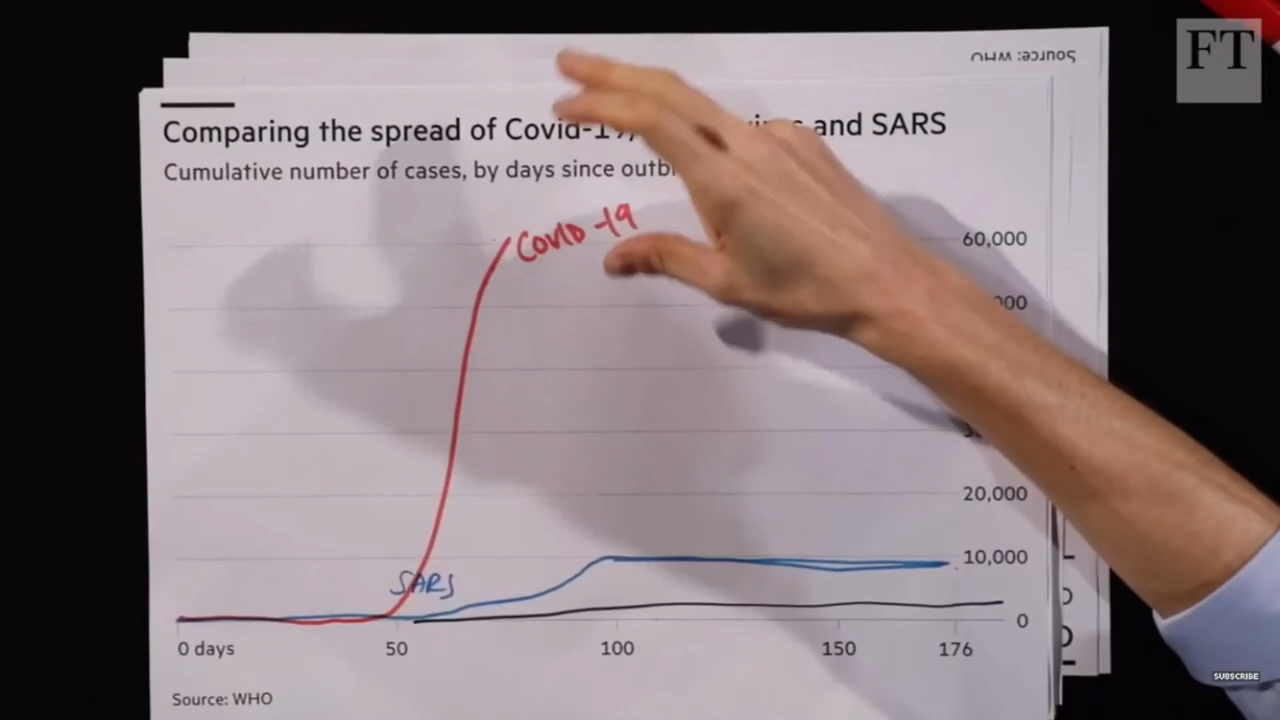 Source: WHO
FT
Comparing the spread of Covid-19, and SARS
Cumulative number of cases, by days since
Covid-19
60,000
20,000
10,000
SARS
0
0 days 50 100 150 176
Source: WHO
SUBSCRIBE